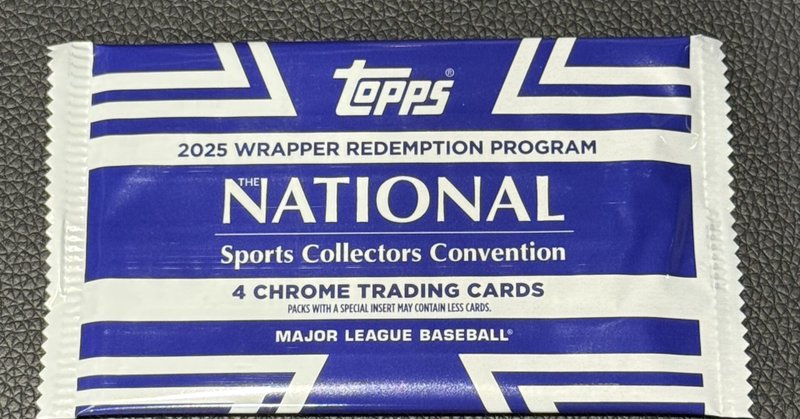 Topps®
2025 WRAPPER REDEMPTION PROGRAM
THE NATIONAL
Sports Collectors Convention
4 CHROME TRADING CARDS
PACKS WITH A SPECIAL INSERT MAY CONTAIN LESS CARDS.
MAJOR LEAGUE BASEBALL®